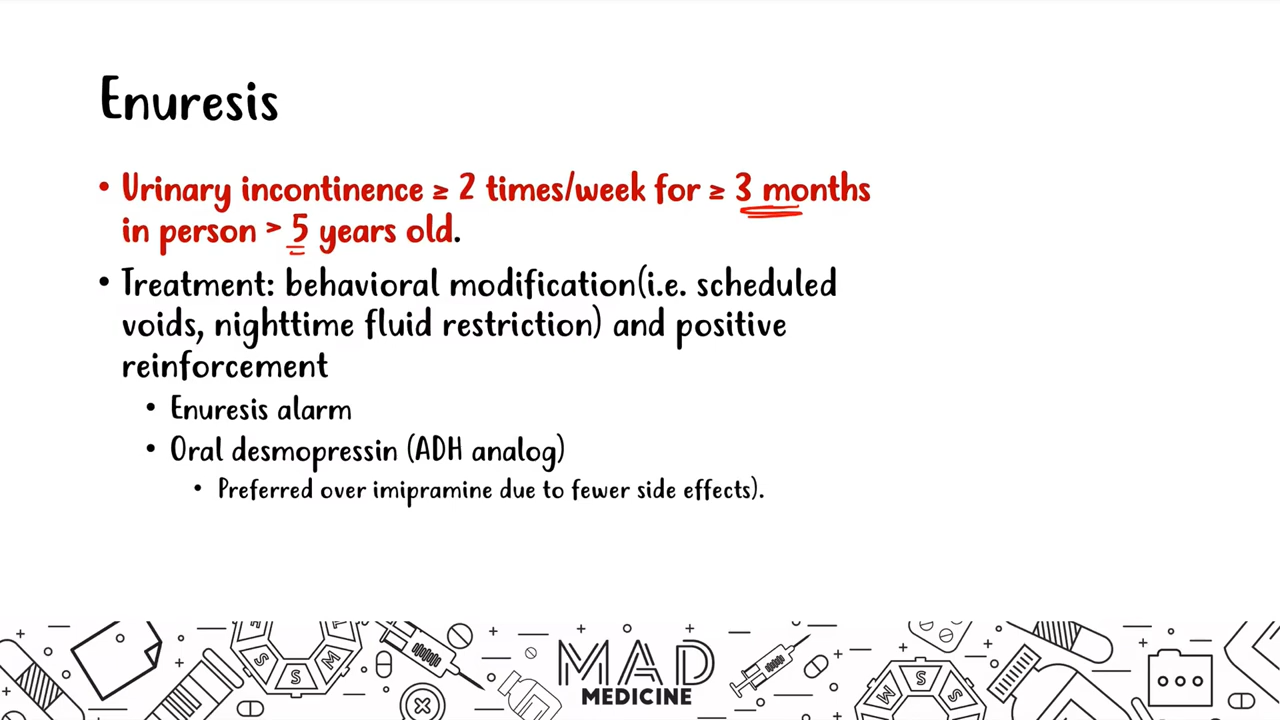 Enuresis
• Urinary incontinence ≥ 2 times/week for ≥ 3 months
in person > 5 years old.
• Treatment: behavioral modification(i.e. scheduled
voids, nighttime fluid restriction) and positive
reinforcement
• Enuresis alarm
• Oral desmopressin (ADH analog)
• Preferred over imipramine due to fewer side effects).
MAD
MEDICINE